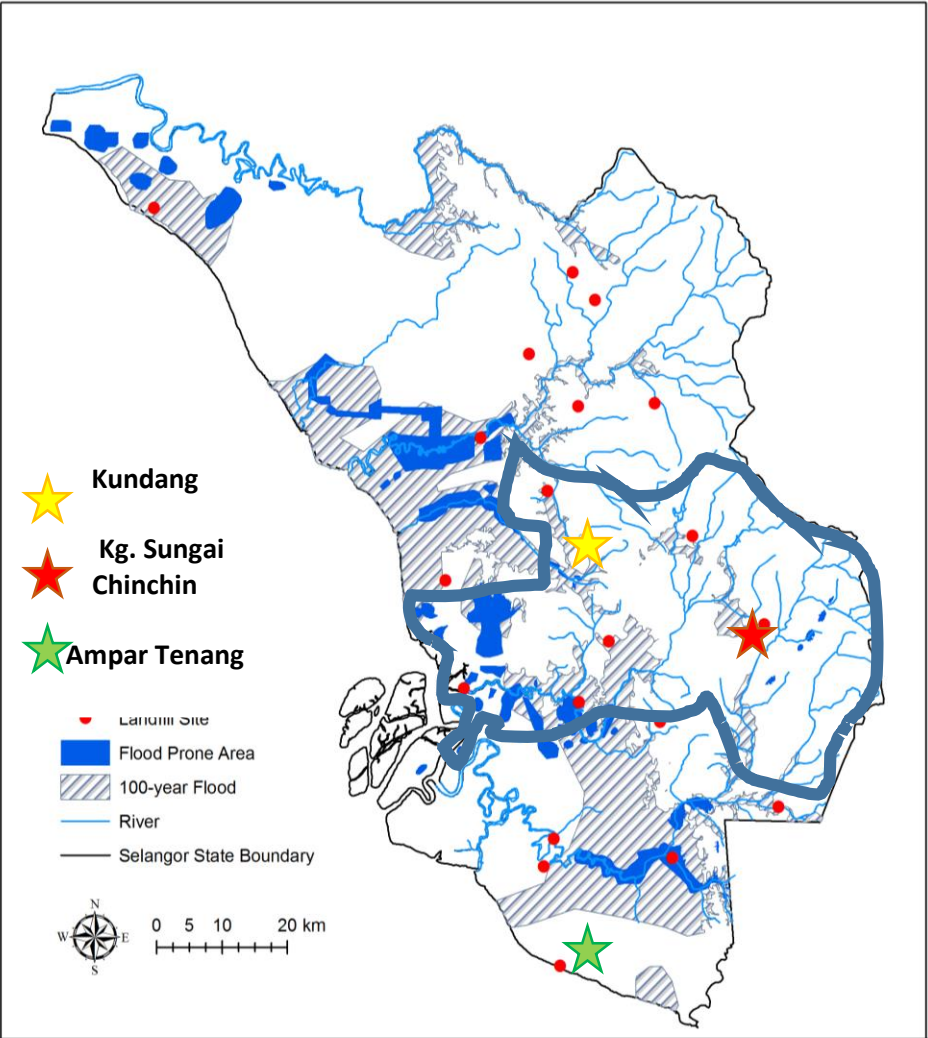 Kundang
Kg. Sungai
Chinchin
Ampar Tenang
Landfill Site
Flood Prone Area
100-year Flood
River
Selangor State Boundary
N
W E
S
0 5 10 20 km